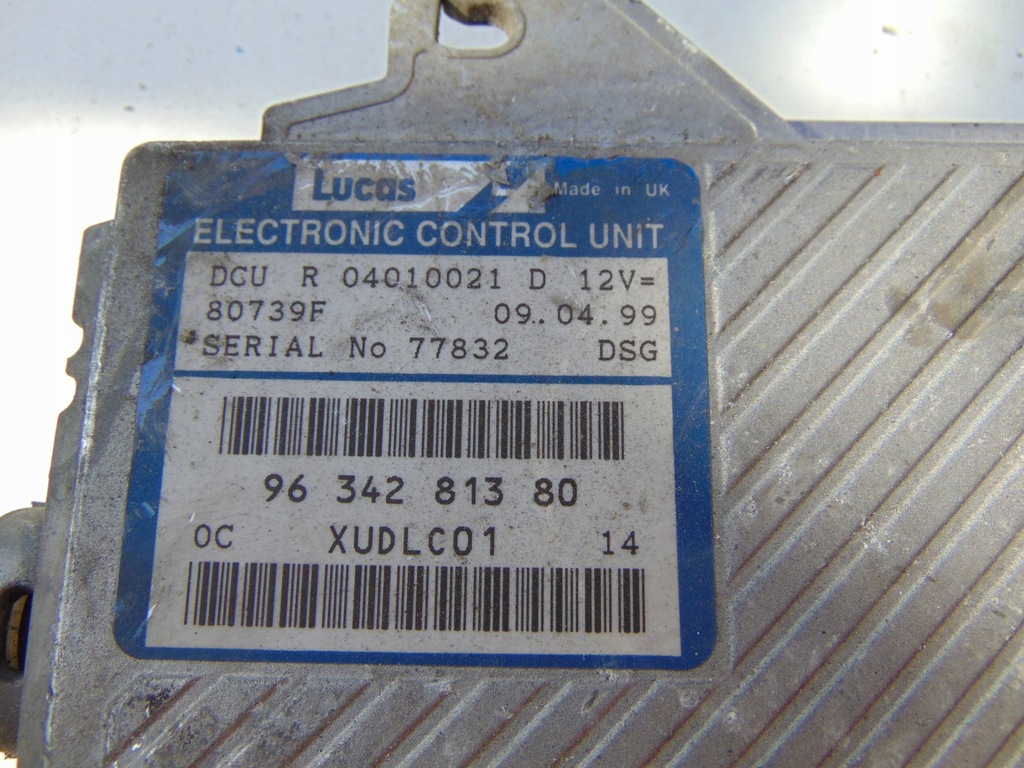 Lucas Made in UK
ELECTRONIC CONTROL UNIT
DCU R 04010021 D 12V=
80739F 09.04.99
SERIAL No 77832 DSG
96 342 813 80
0C XUDLC01 14